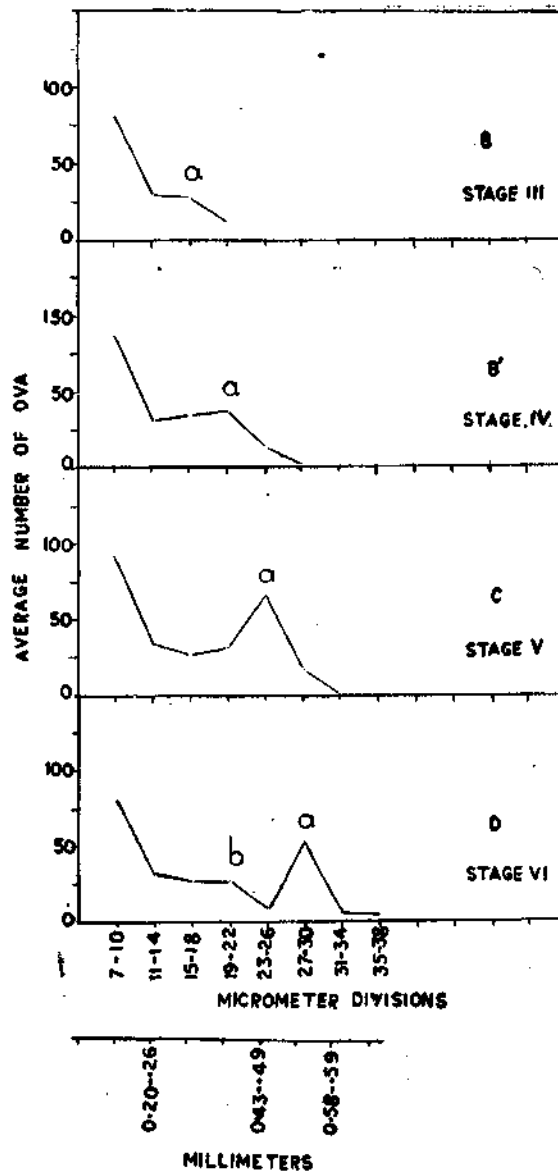 AVERAGE NUMBER OF OVA
100
50
0
a
B
STAGE III
150
50
0
a
B'
STAGE. IV.
100
50
0
a
C
STAGE V
100
50
0
b
a
D
STAGE VI
7-10
11-14
15-18
19-22
23-26
27-30
31-34
35-38
MICROMETER DIVISIONS
0.20-.26
0.43-.49
0.58-.59
MILLIMETERS